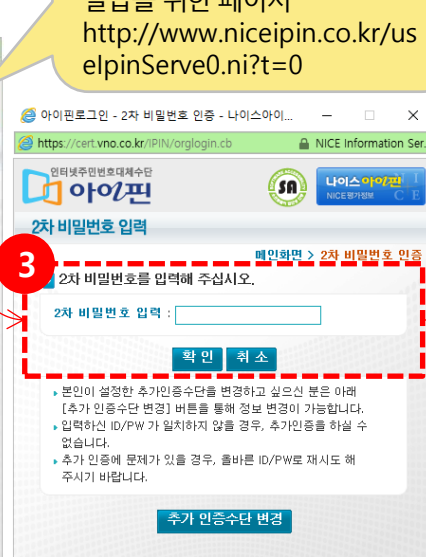 발급을 위한 페이지
http://www.niceipin.co.kr/us
eIpinServe0.ni?t=0
아이핀로그인 - 2차 비밀번호 인증 - 나이스아이...
https://cert.vno.co.kr/IPIN/orglogin.cb NICE Information Ser.
인터넷주민번호대체수단
아이핀
SA
나이스아이핀
NICE평가정보
2차 비밀번호 입력
메인화면 > 2차 비밀번호 인증
3
2차 비밀번호를 입력해 주십시오.
2차 비밀번호 입력 :
확인 취소
본인이 설정한 추가인증수단을 변경하고 싶으신 분은 아래
[추가 인증수단 변경] 버튼을 통해 정보 변경이 가능합니다.
입력하신 ID/PW 가 일치하지 않을 경우, 추가인증을 하실 수
없습니다.
추가 인증에 문제가 있을 경우, 올바른 ID/PW로 재시도 해
주시기 바랍니다.
추가 인증수단 변경